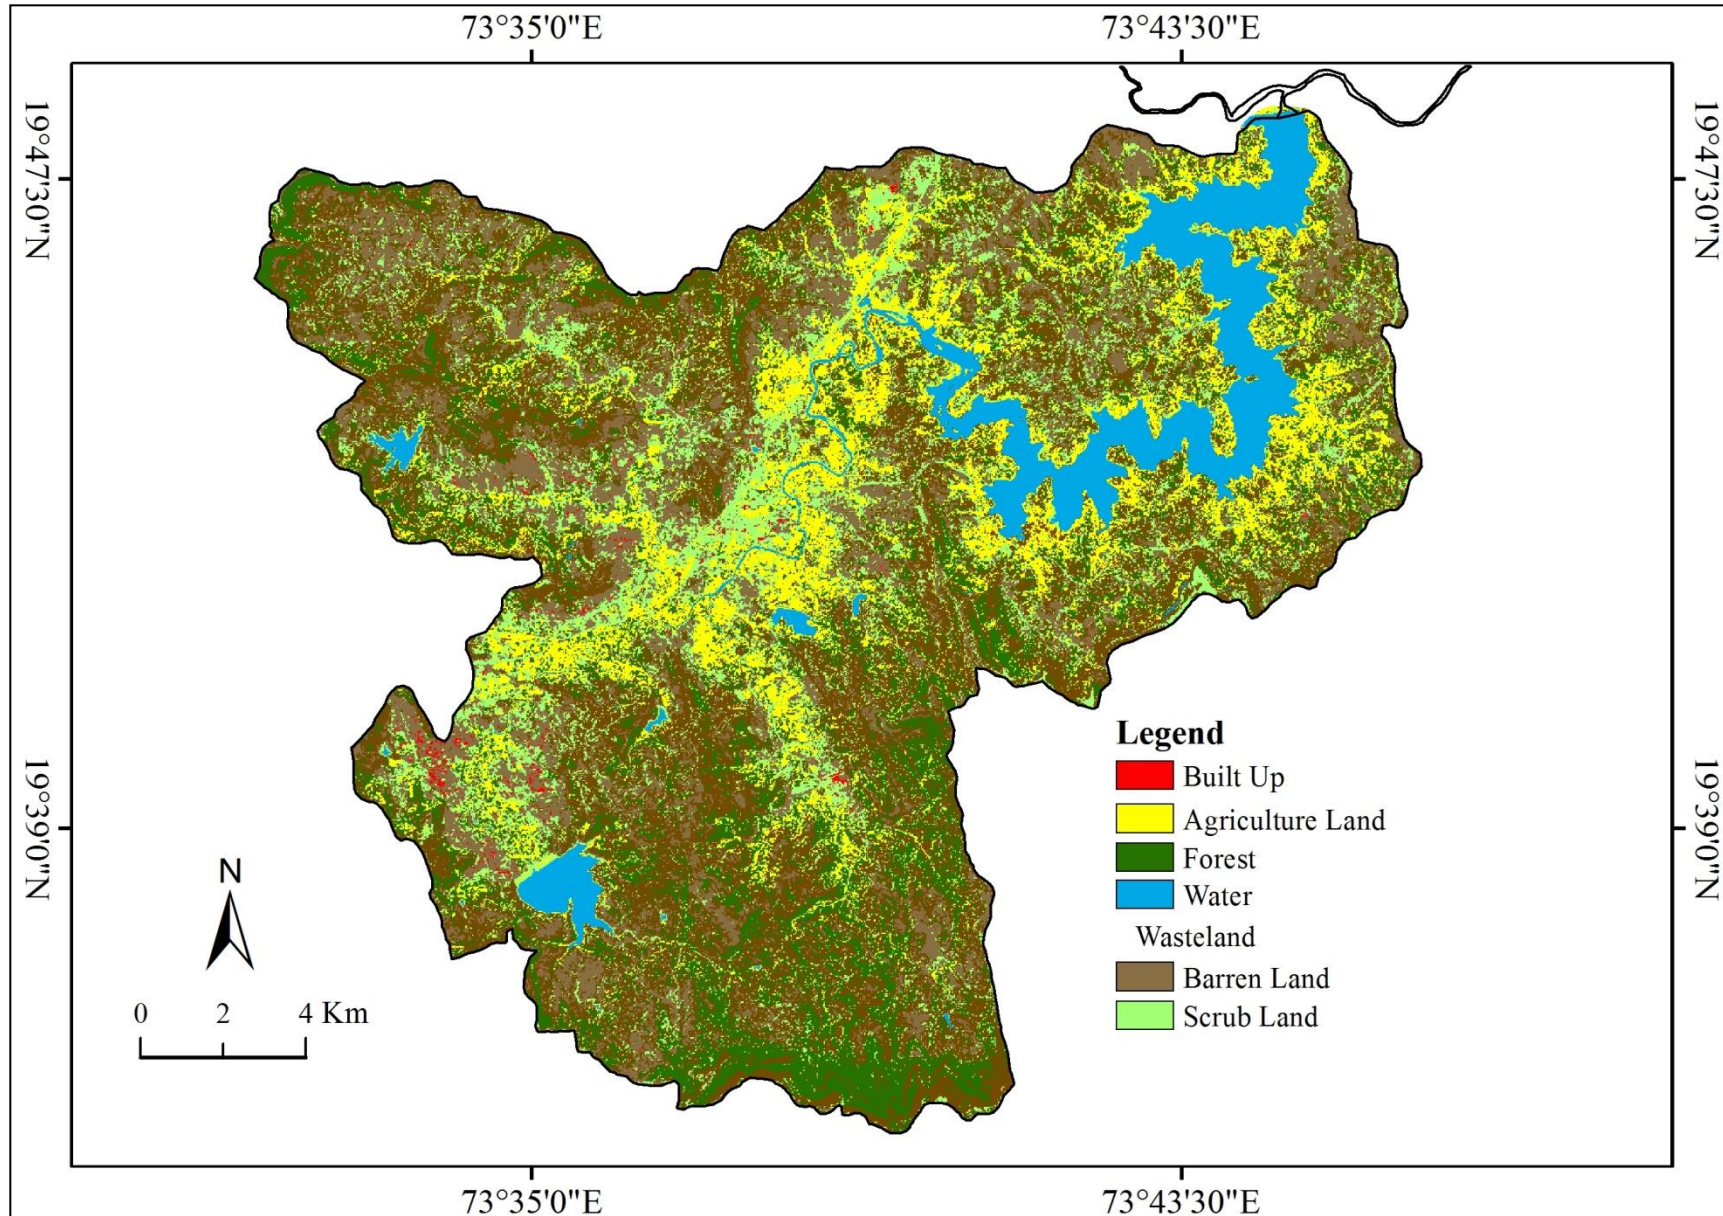 73°35'0"E
73°43'30"E
19°47'30"N
19°47'30"N
Legend
Built Up
Agriculture Land
Forest
Water
Wasteland
Barren Land
Scrub Land
19°39'0"N
19°39'0"N
N
0 2 4 Km
73°35'0"E
73°43'30"E